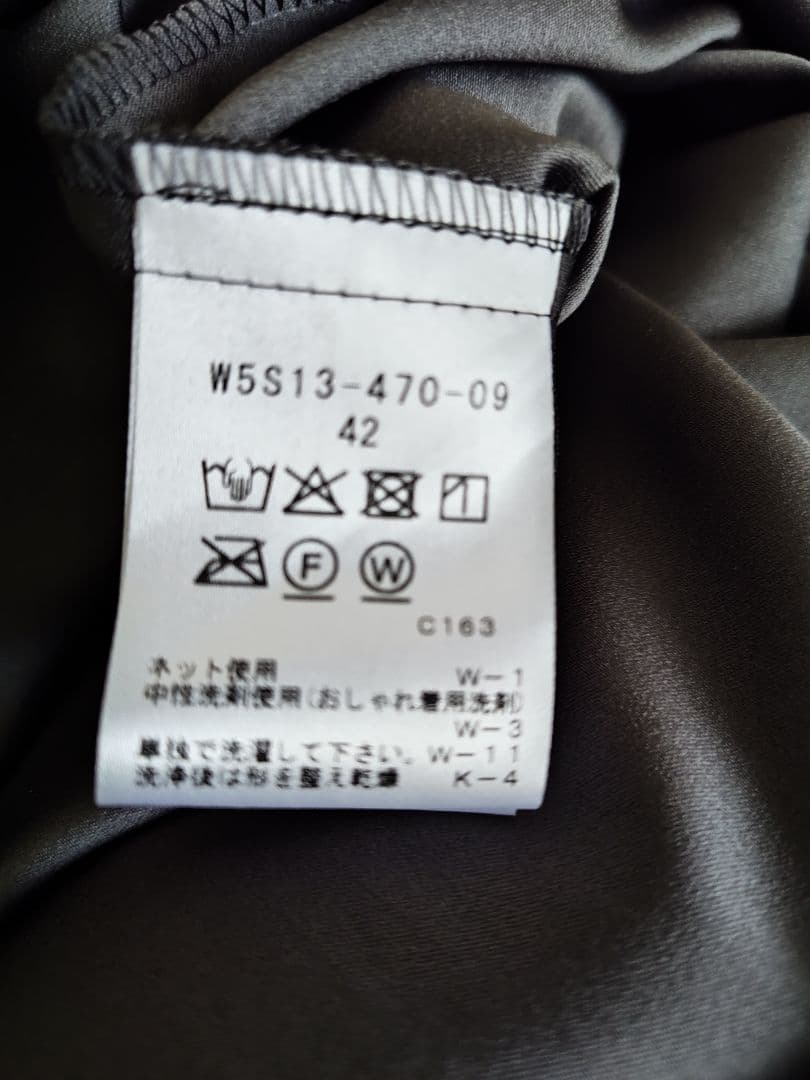 W5S13-470-09
42
F W
C163
ネット使用 W-1
中性洗剤使用(おしゃれ着用洗剤)
W-3
単独で洗濯して下さい。W-11
洗浄後は形を整え乾燥 K-4